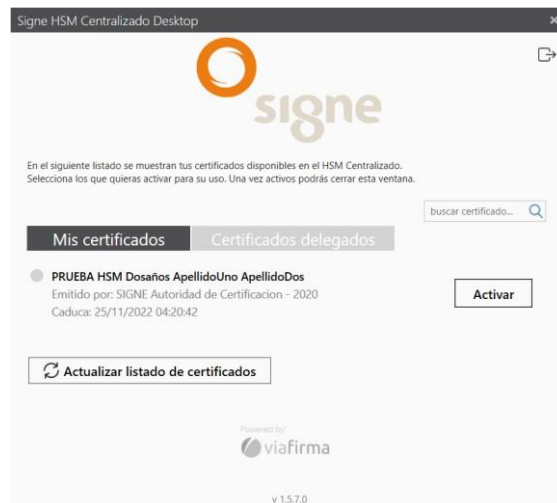 Signe HSM Centralizado Desktop
signe
En el siguiente listado se muestran tus certificados disponibles en el HSM Centralizado.
Selecciona los que quieras activar para su uso. Una vez activos podrás cerrar esta ventana.
buscar certificado...
Mis certificados Certificados delegados
PRUEBA HSM Dosaños ApellidoUno ApellidoDos
Emitido por: SIGNE Autoridad de Certificacion - 2020
Caduca: 25/11/2022 04:20:42
Activar
Actualizar listado de certificados
Powered by:
viafirma
v 1.5.7.0